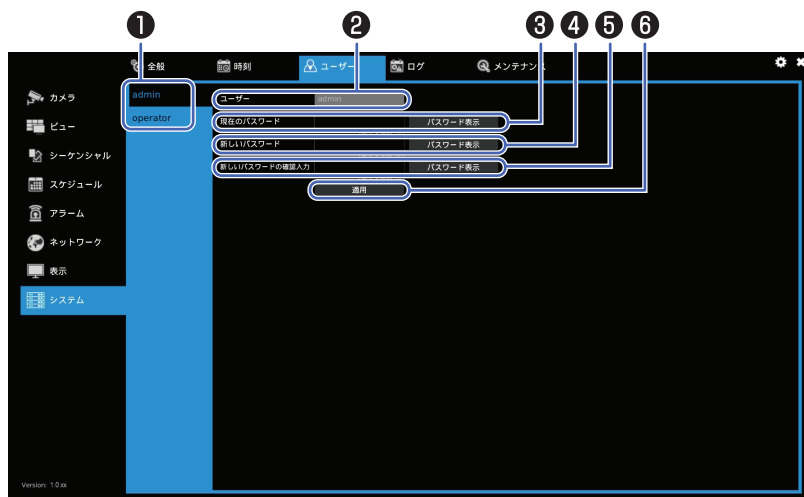 ❶ ❷ ❸ ❹ ❺ ❻
全般 時刻 ユーザー ログ メンテナンス
カメラ
ビュー
シーケンシャル
スケジュール
アラーム
ネットワーク
表示
システム
admin
operator
ユーザー admin
現在のパスワード パスワード表示
新しいパスワード パスワード表示
新しいパスワードの確認入力 パスワード表示
適用
Version: 1.0.xx